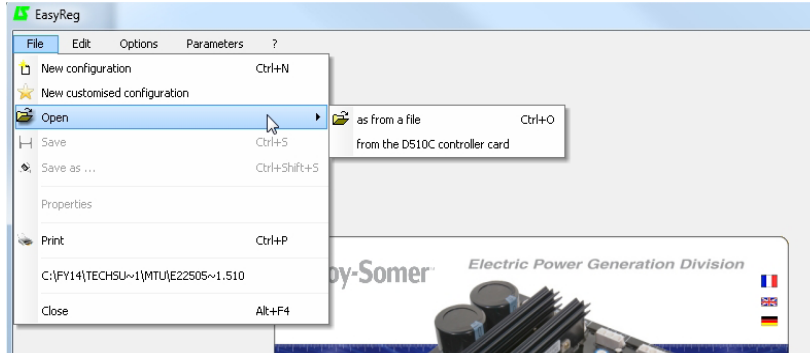 EasyReg
File Edit Options Parameters ?
New configuration Ctrl+N
New customised configuration
Open
as from a file Ctrl+O
from the D510C controller card
Save Ctrl+S
Save as ... Ctrl+Shift+S
Properties
Print Ctrl+P
C:\FY14\TECHSU~1\MTU\E22505~1.510
Close Alt+F4
oy-Somer
Electric Power Generation Division